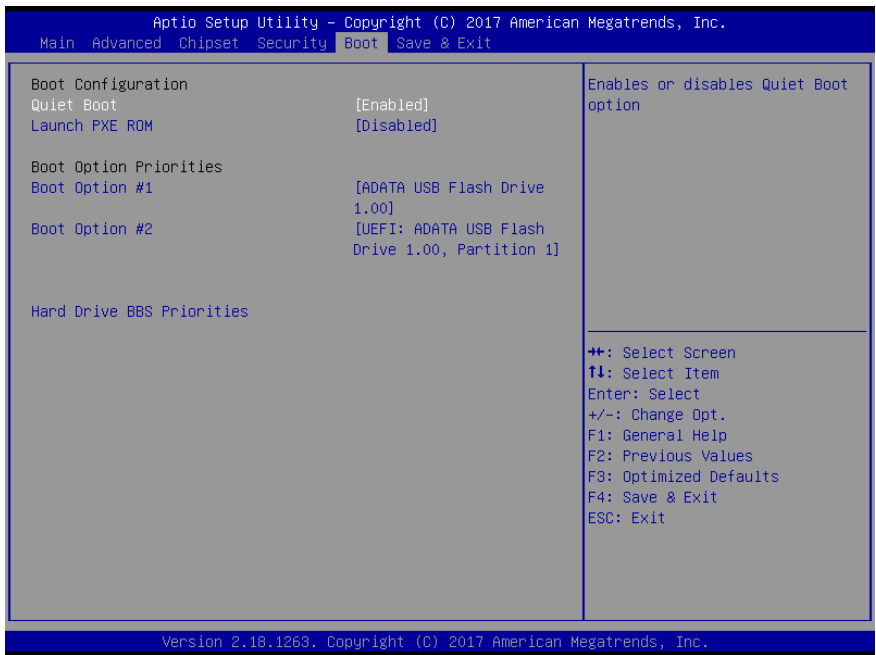 Aptio Setup Utility – Copyright (C) 2017 American Megatrends, Inc.
Main Advanced Chipset Security Boot Save & Exit
Boot Configuration
Quiet Boot [Enabled]
Launch PXE ROM [Disabled]
Boot Option Priorities
Boot Option #1 [ADATA USB Flash Drive
1.00]
Boot Option #2 [UEFI: ADATA USB Flash
Drive 1.00, Partition 1]
Hard Drive BBS Priorities
Enables or disables Quiet Boot
option
→←: Select Screen
↑↓: Select Item
Enter: Select
+/-: Change Opt.
F1: General Help
F2: Previous Values
F3: Optimized Defaults
F4: Save & Exit
ESC: Exit
Version 2.18.1263. Copyright (C) 2017 American Megatrends, Inc.